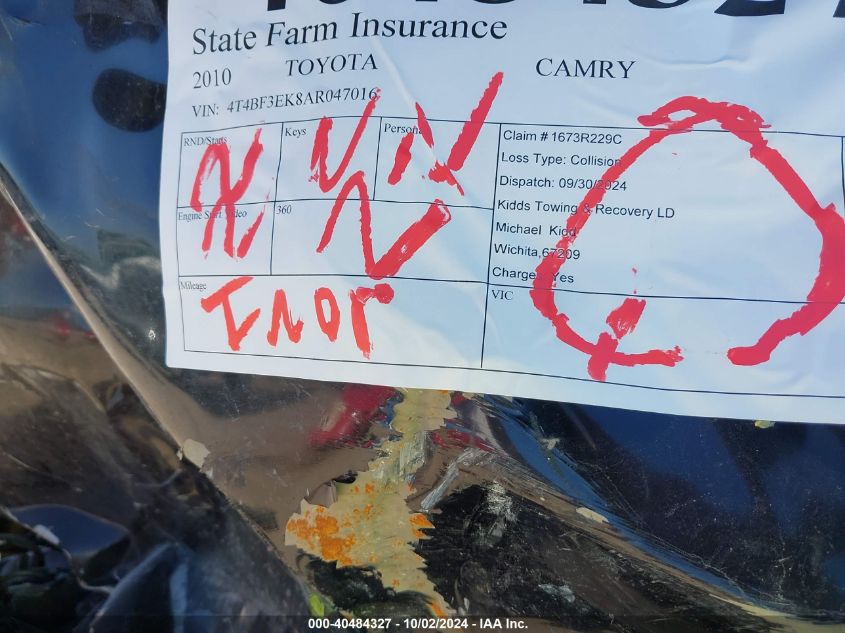 State Farm Insurance
2010 TOYOTA CAMRY
VIN: 4T4BF3EK8AR047016
RND/Starts Keys Personal
N N N
Engine Start Video 360
N
Mileage
INOP
Claim # 1673R229C
Loss Type: Collision
Dispatch: 09/30/2024
Kidds Towing & Recovery LD
Michael Kidd
Wichita,67209
Charges Yes
VIC
000-40484327 - 10/02/2024 - IAA Inc.